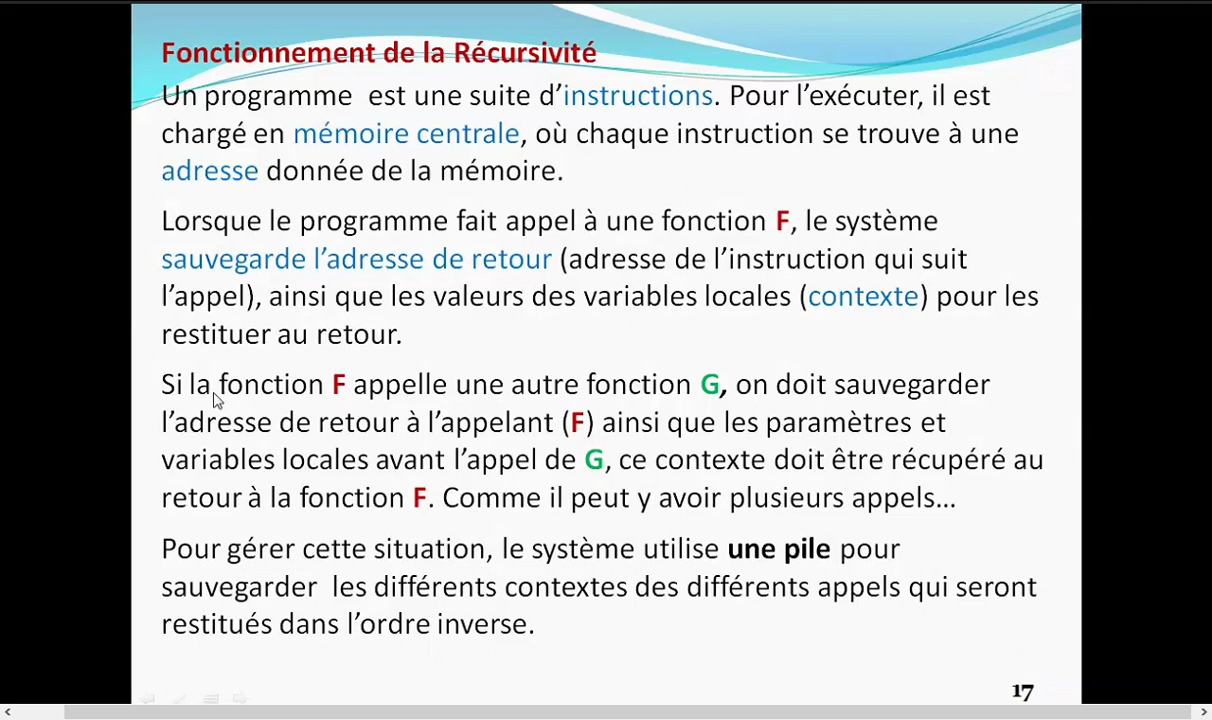 Fonctionnement de la Récursivité
Un programme est une suite d’instructions. Pour l’exécuter, il est
chargé en mémoire centrale, où chaque instruction se trouve à une
adresse donnée de la mémoire.
Lorsque le programme fait appel à une fonction F, le système
sauvegarde l’adresse de retour (adresse de l’instruction qui suit
l’appel), ainsi que les valeurs des variables locales (contexte) pour les
restituer au retour.
Si la fonction F appelle une autre fonction G, on doit sauvegarder
l’adresse de retour à l’appelant (F) ainsi que les paramètres et
variables locales avant l’appel de G, ce contexte doit être récupéré au
retour à la fonction F. Comme il peut y avoir plusieurs appels…
Pour gérer cette situation, le système utilise une pile pour
sauvegarder les différents contextes des différents appels qui seront
restitués dans l’ordre inverse.
17